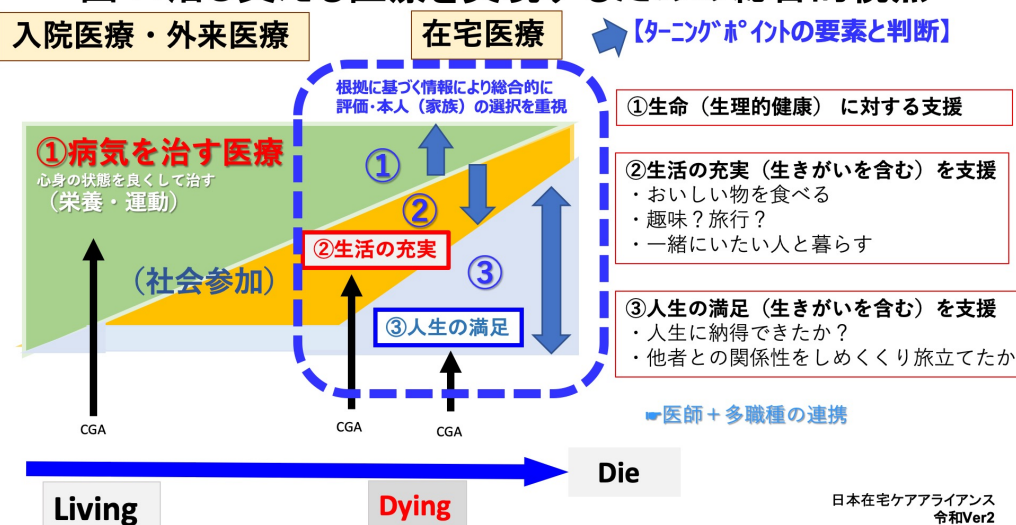 入院医療・外来医療
在宅医療
【ターニングポイントの要素と判断】
根拠に基づく情報により総合的に
評価・本人（家族）の選択を重視
①病気を治す医療
心身の状態を良くして治す
（栄養・運動）
①
②
②生活の充実
（社会参加）
③
③人生の満足
CGA
CGA
CGA
①生命（生理的健康） に対する支援
②生活の充実（生きがいを含む）を支援
・おいしい物を食べる
・趣味？旅行？
・一緒にいたい人と暮らす
③人生の満足（生きがいを含む）を支援
・人生に納得できたか？
・他者との関係性をしめくくり旅立てたか
☛医師＋多職種の連携
Die
Living
Dying
日本在宅ケアアライアンス
令和Ver2